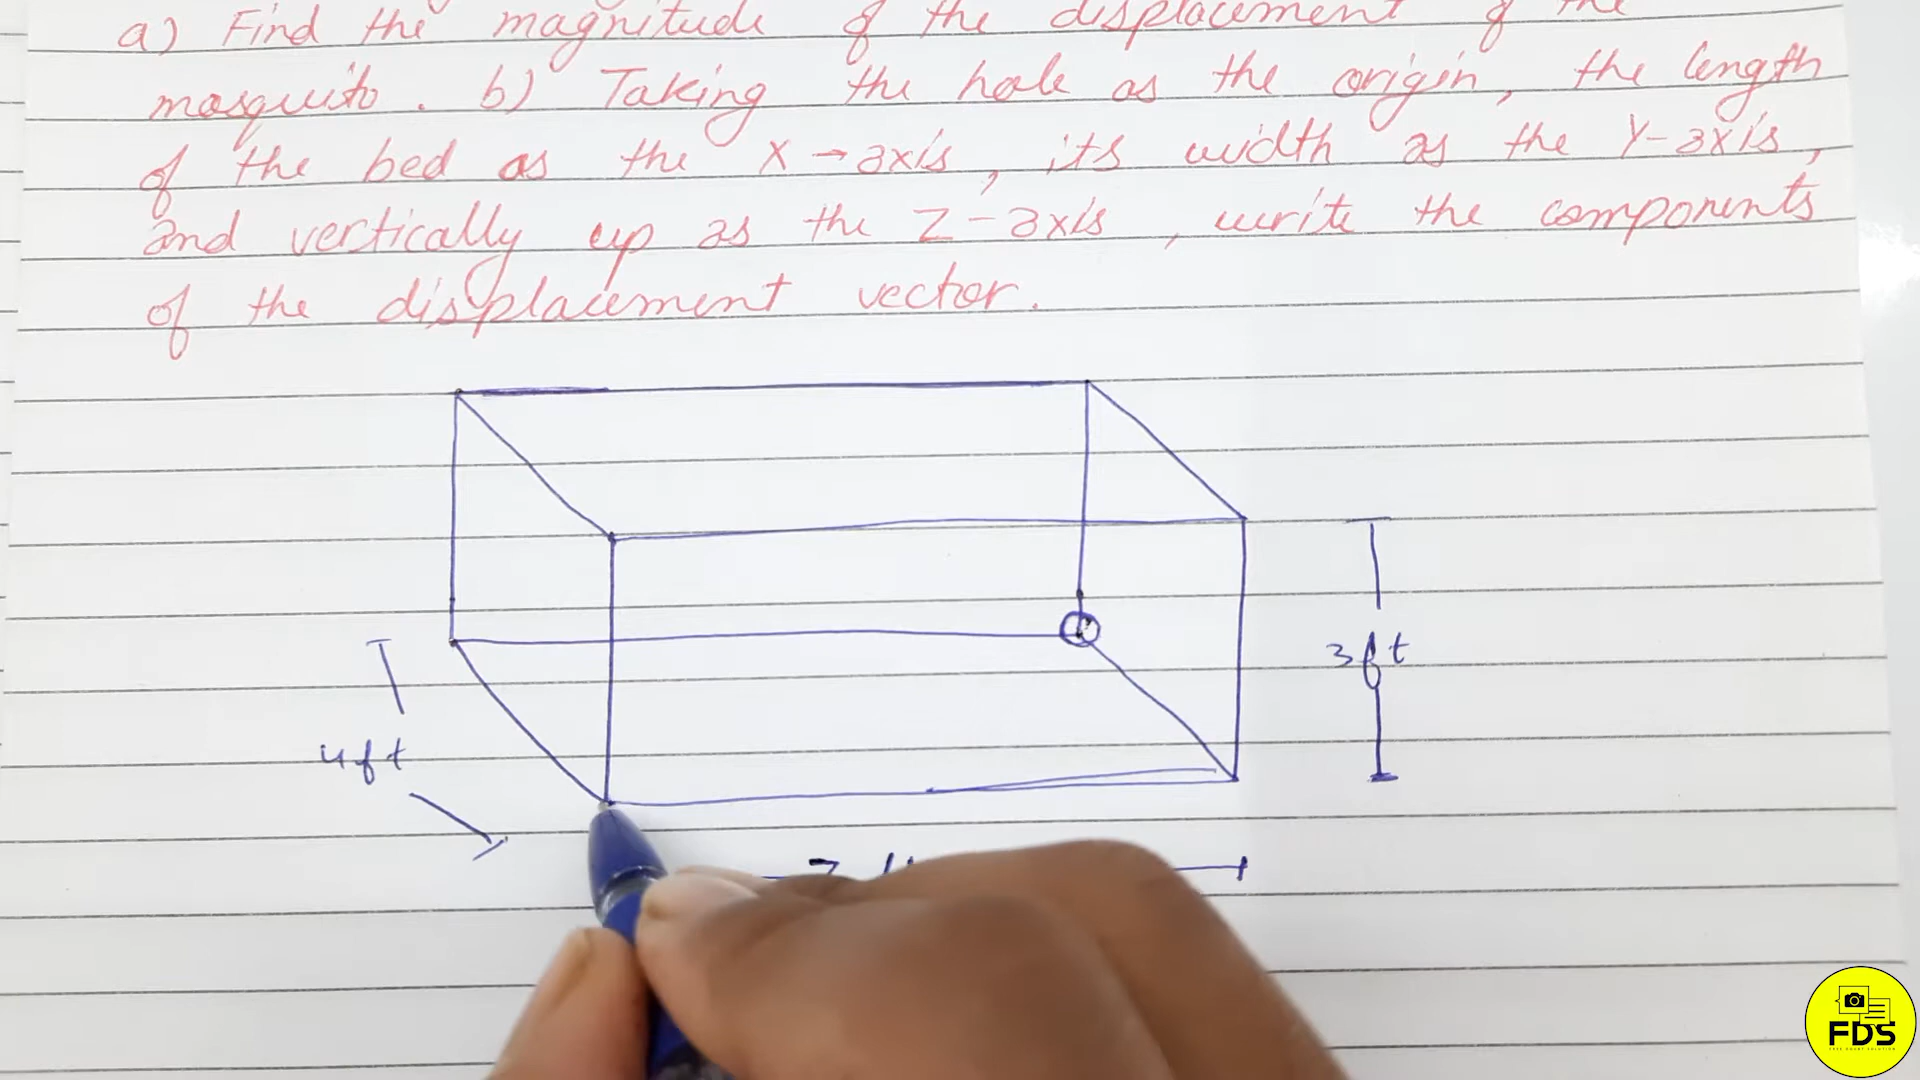 a) Find the magnitude of the displacement of the
mosquito. b) Taking the hole as the origin, the length
of the bed as the X-axis, its width as the Y-axis,
and vertically up as the Z-axis, write the components
of the displacement vector.
3ft
4ft
7
FDS